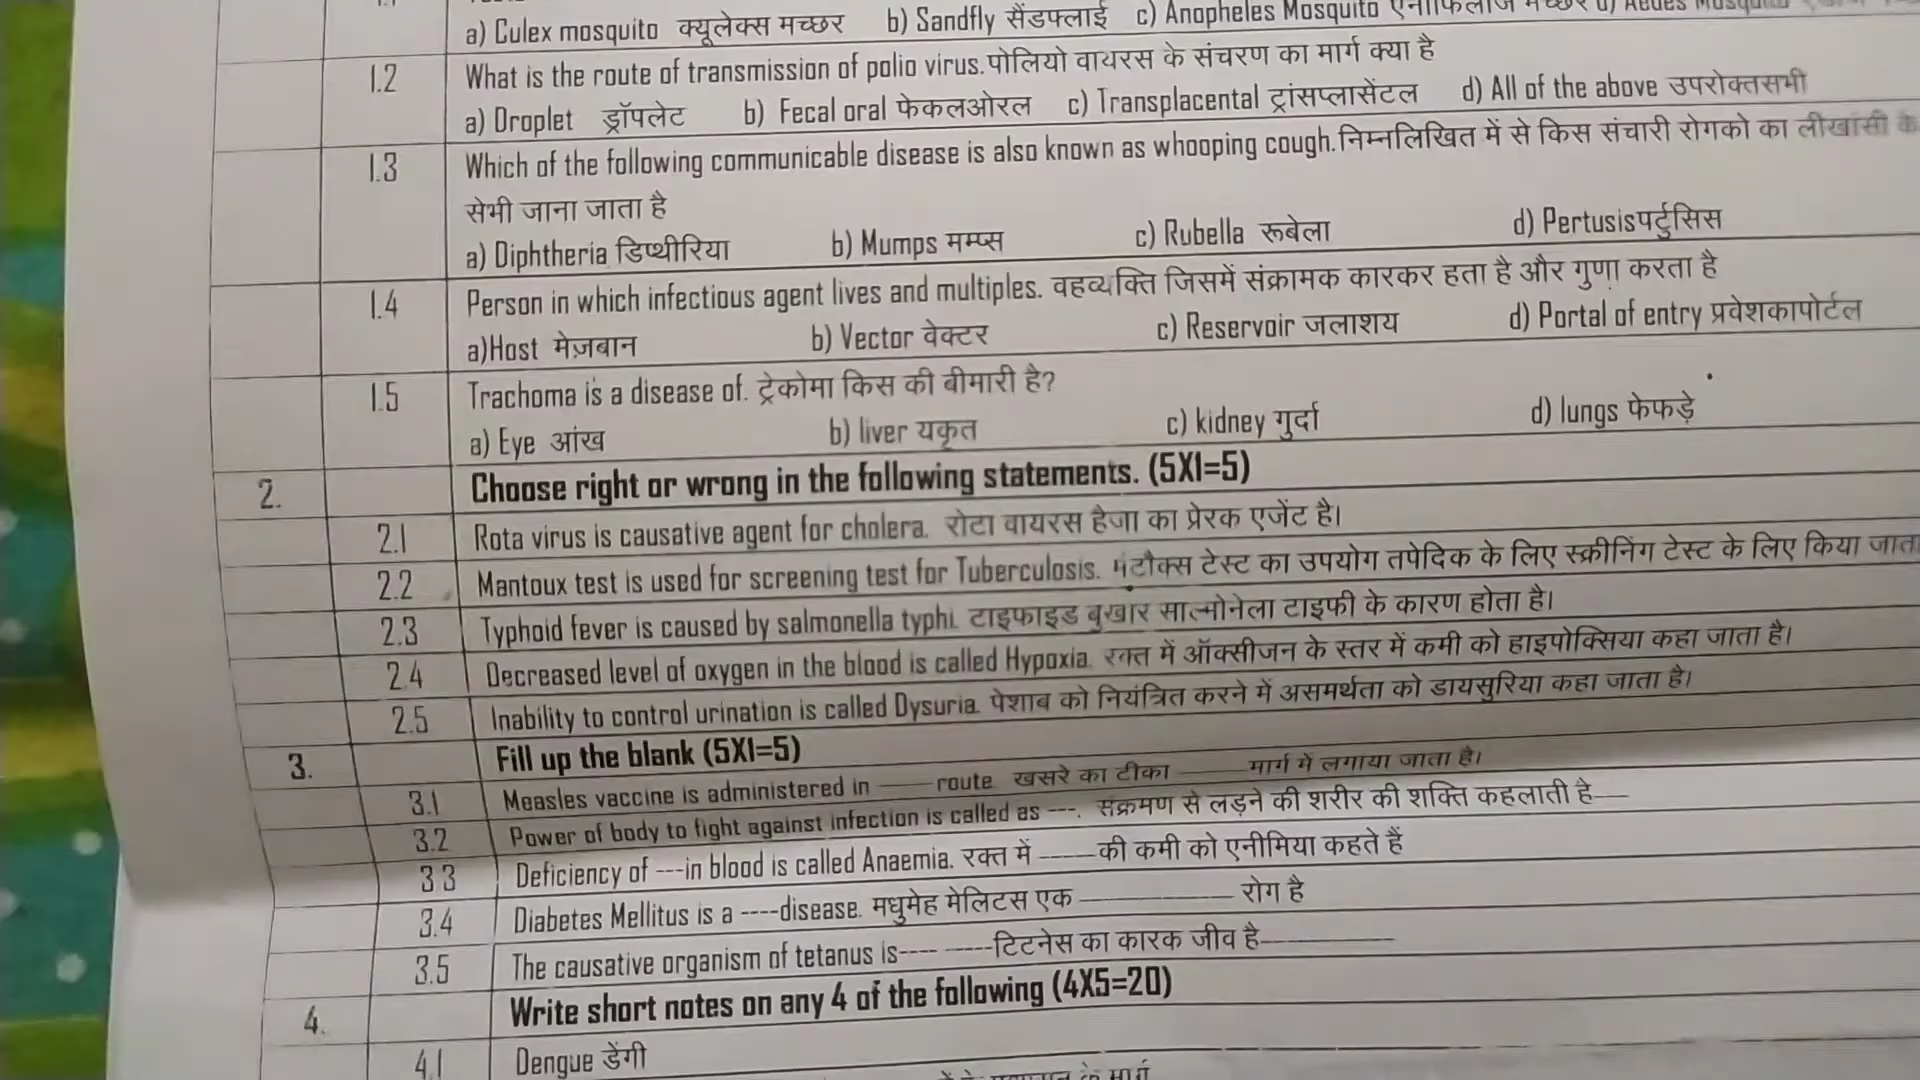 a) Culex mosquito क्यूलेक्स मच्छर b) Sandfly सैंडफ्लाई c) Anopheles Mosquito
1.2 What is the route of transmission of polio virus. पोलियो वायरस के संचरण का मार्ग क्या है
a) Droplet ड्रॉपलेट b) Fecal oral फेकलओरल c) Transplacental ट्रांसप्लासेंटल d) All of the above उपरोक्तसभी
1.3 Which of the following communicable disease is also known as whooping cough. निम्नलिखित में से किस संचारी रोगको का लीखांसी के
सेभी जाना जाता है
a) Diphtheria डिप्थीरिया b) Mumps मम्प्स c) Rubella रूबेला d) Pertusisपर्टुसिस
1.4 Person in which infectious agent lives and multiples. वहव्यक्ति जिसमें संक्रामक कारकर हता है और गुणा करता है
a)Host मेज़बान b) Vector वेक्टर c) Reservoir जलाशय d) Portal of entry प्रवेशकापोर्टल
1.5 Trachoma is a disease of. ट्रेकोमा किस की बीमारी है?
a) Eye आंख b) liver यकृत c) kidney गुर्दा d) lungs फेफड़े
2. Choose right or wrong in the following statements. (5X1=5)
2.1 Rota virus is causative agent for cholera. रोटा वायरस हैजा का प्रेरक एजेंट है।
2.2 Mantoux test is used for screening test for Tuberculosis. मंटौक्स टेस्ट का उपयोग तपेदिक के लिए स्क्रीनिंग टेस्ट के लिए किया जाता
2.3 Typhoid fever is caused by salmonella typhi. टाइफाइड बुखार साल्मोनेला टाइफी के कारण होता है।
2.4 Decreased level of oxygen in the blood is called Hypoxia. रक्त में ऑक्सीजन के स्तर में कमी को हाइपोक्सिया कहा जाता है।
2.5 Inability to control urination is called Dysuria. पेशाब को नियंत्रित करने में असमर्थता को डायसुरिया कहा जाता है।
3. Fill up the blank (5X1=5)
3.1 Measles vaccine is administered in ——— route. खसरे का टीका ——— मार्ग में लगाया जाता है।
3.2 Power of body to fight against infection is called as ---. संक्रमण से लड़ने की शरीर की शक्ति कहलाती है——
3.3 Deficiency of ---in blood is called Anaemia. रक्त में ——— की कमी को एनीमिया कहते हैं
3.4 Diabetes Mellitus is a ----disease. मधुमेह मेलिटस एक ——————— रोग है
3.5 The causative organism of tetanus is---- -----टिटनेस का कारक जीव है——————
4. Write short notes on any 4 of the following (4X5=20)
4.1 Dengue डेंगी
के मार्ग